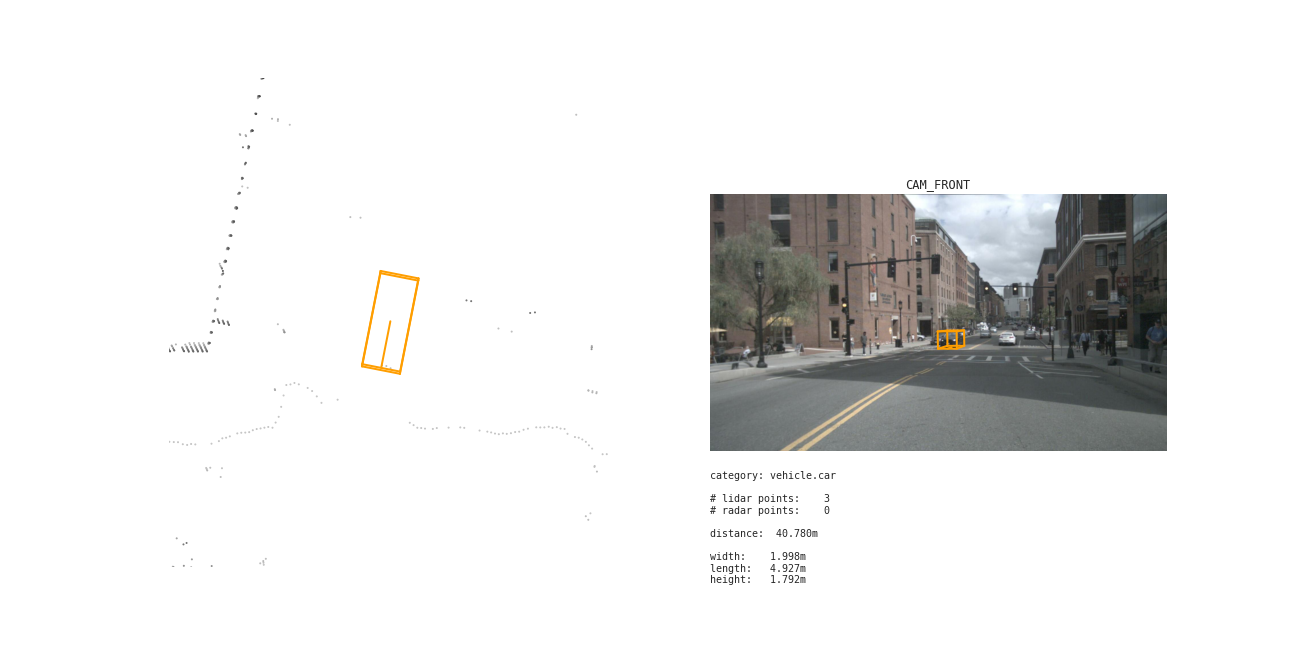 CAM_FRONT
category: vehicle.car
# lidar points:    3
# radar points:    0
distance:  40.780m
width:    1.998m
length:   4.927m
height:   1.792m